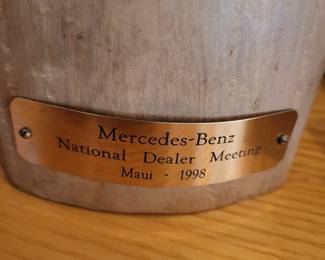 Mercedes-Benz
National Dealer Meeting
Maui - 1998